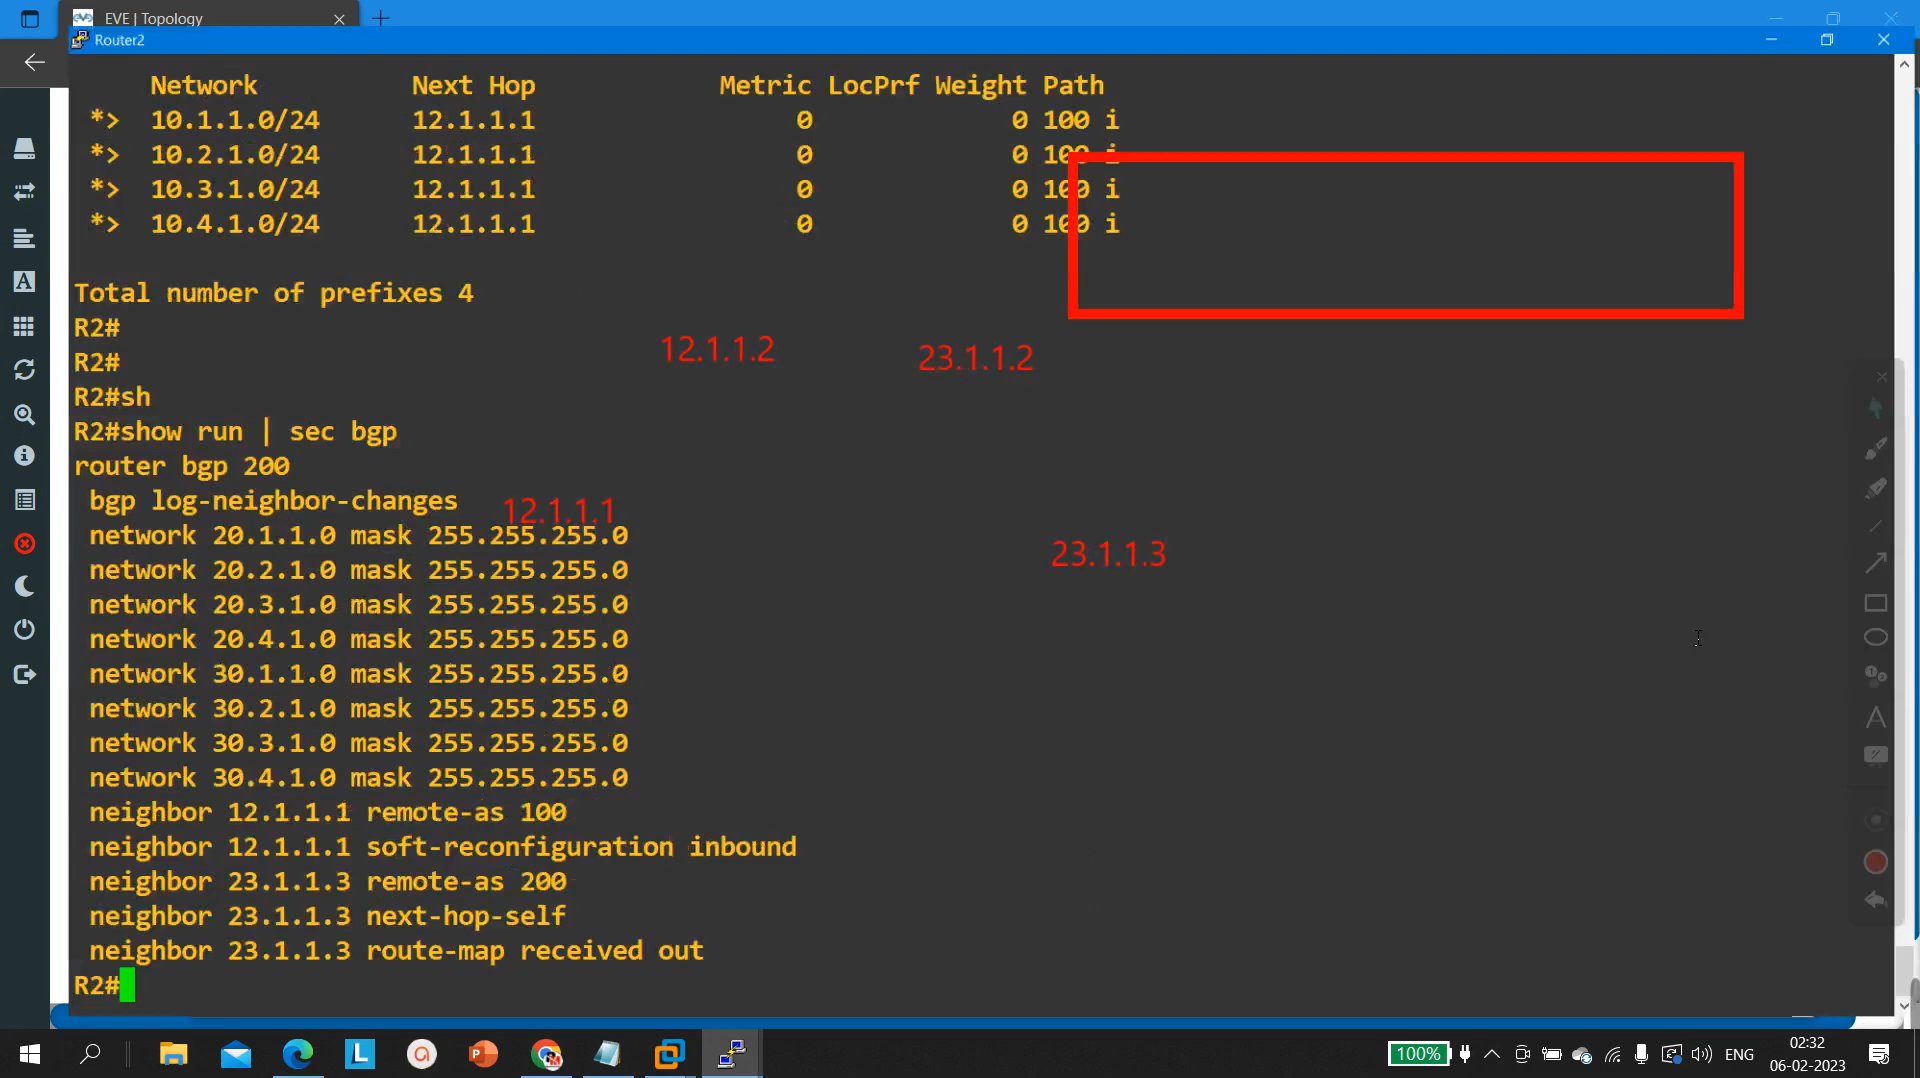 EVE | Topology
Router2
Network Next Hop Metric LocPrf Weight Path
*> 10.1.1.0/24 12.1.1.1 0 0 100 i
*> 10.2.1.0/24 12.1.1.1 0 0 100 i
*> 10.3.1.0/24 12.1.1.1 0 0 100 i
*> 10.4.1.0/24 12.1.1.1 0 0 100 i
Total number of prefixes 4
R2#
12.1.1.2 23.1.1.2
R2#
R2#sh
R2#show run | sec bgp
router bgp 200
bgp log-neighbor-changes
12.1.1.1
network 20.1.1.0 mask 255.255.255.0
23.1.1.3
network 20.2.1.0 mask 255.255.255.0
network 20.3.1.0 mask 255.255.255.0
network 20.4.1.0 mask 255.255.255.0
network 30.1.1.0 mask 255.255.255.0
network 30.2.1.0 mask 255.255.255.0
network 30.3.1.0 mask 255.255.255.0
network 30.4.1.0 mask 255.255.255.0
neighbor 12.1.1.1 remote-as 100
neighbor 12.1.1.1 soft-reconfiguration inbound
neighbor 23.1.1.3 remote-as 200
neighbor 23.1.1.3 next-hop-self
neighbor 23.1.1.3 route-map received out
R2#
100% ENG 02:32
06-02-2023